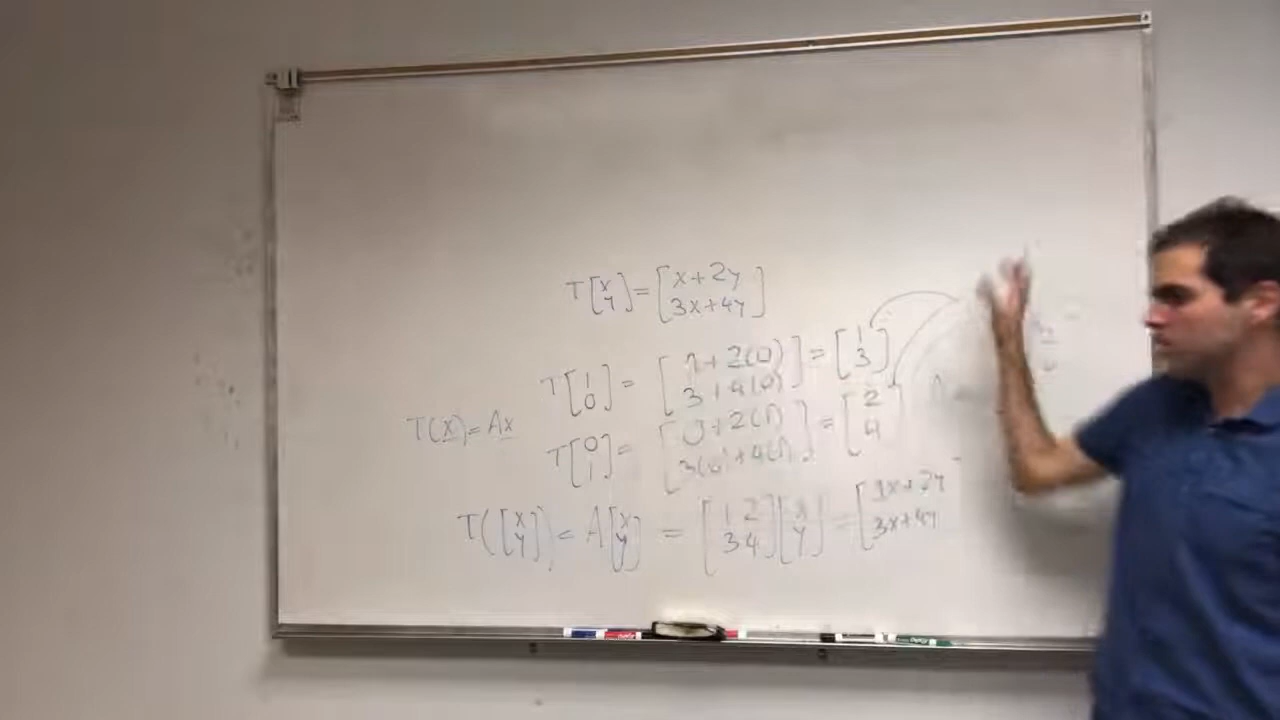 T[x y] = [x+2y 3x+4y]
T[1 0] = [1+2(0) 3+4(0)] = [1 3]
T(x) = Ax
T[0 1] = [0+2(1) 3(0)+4(1)] = [2 4]
T([x y]) = A[x y] = [1 2 3 4][x y] = [1x+2y 3x+4y